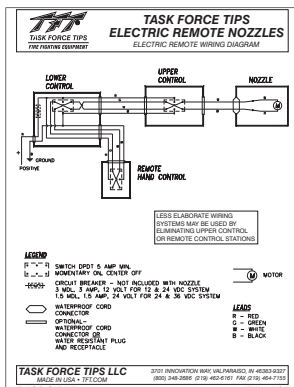 TASK FORCE TIPS
FIRE FIGHTING EQUIPMENT
TASK FORCE TIPS
ELECTRIC REMOTE NOZZLES
ELECTRIC REMOTE WIRING DIAGRAM
LOWER
CONTROL
UPPER
CONTROL
NOZZLE
M
+
GROUND
POSITIVE
REMOTE
HAND CONTROL
LESS ELABORATE WIRING
SYSTEMS MAY BE USED BY
ELIMINATING UPPER CONTROL
OR REMOTE CONTROL STATIONS
LEGEND
SWITCH DPDT 5 AMP MIN.
MOMENTARY ON, CENTER OFF
CIRCUIT BREAKER - NOT INCLUDED WITH NOZZLE
3 MDL, 3 AMP, 12 VOLT FOR 12 & 24 VDC SYSTEM
1.5 MDL, 1.5 AMP, 24 VOLT FOR 24 & 36 VDC SYSTEM
WATERPROOF CORD
CONNECTOR
OPTIONAL-
WATERPROOF CORD
CONNECTOR OR
WATER RESISTANT PLUG
AND RECEPTACLE
M MOTOR
LEADS
R - RED
G - GREEN
W - WHITE
B - BLACK
TASK FORCE TIPS LLC
MADE IN USA • TFT.COM
3701 INNOVATION WAY, VALPARAISO, IN 46383-9327
(800) 348-2686 (219) 462-6161 FAX (219) 464-7155